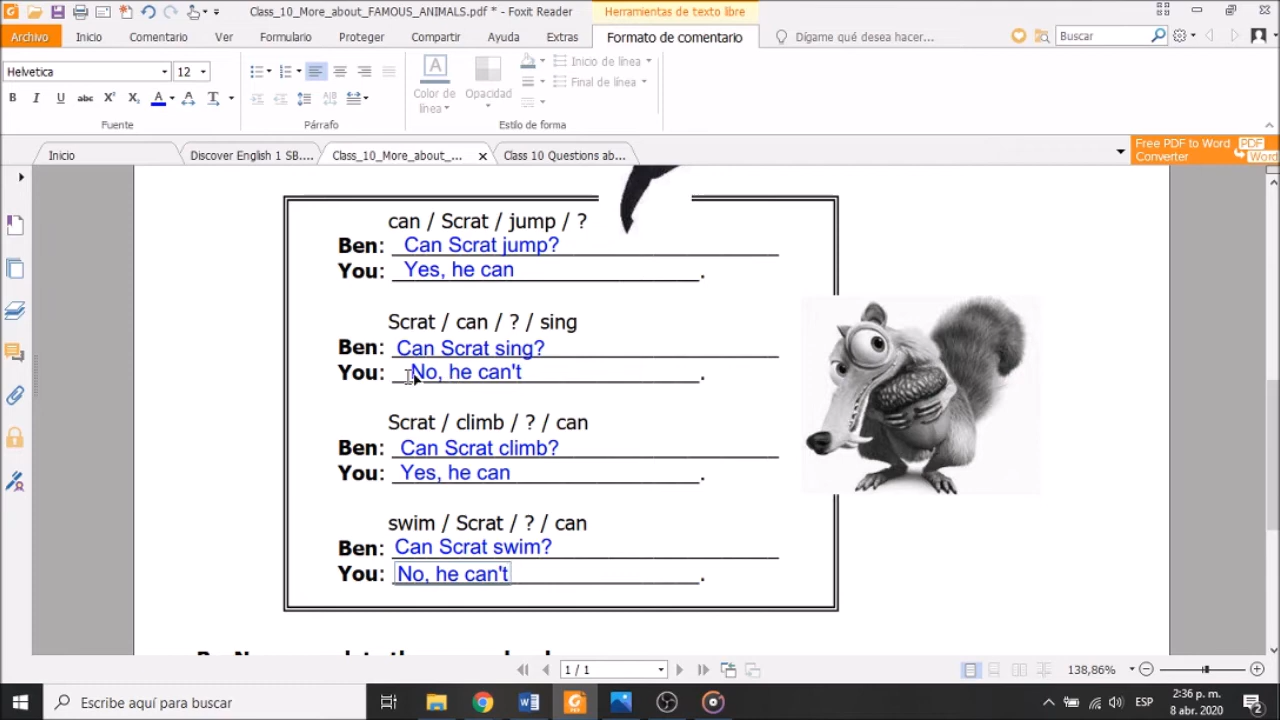 Class_10_More_about_FAMOUS_ANIMALS.pdf * - Foxit Reader
Herramientas de texto libre
Archivo Inicio Comentario Ver Formulario Proteger Compartir Ayuda Extras Formato de comentario Dígame qué desea hacer... Buscar
Helvetica 12
Color de línea
Opacidad
Inicio de línea
Final de línea
Fuente Párrafo Estilo de forma
Inicio Discover English 1 SB.... Class_10_More_about_... Class 10 Questions ab...
Free PDF to Word Converter
PDF
Word
can / Scrat / jump / ?
Ben: Can Scrat jump?
You: Yes, he can.
Scrat / can / ? / sing
Ben: Can Scrat sing?
You: No, he can't.
Scrat / climb / ? / can
Ben: Can Scrat climb?
You: Yes, he can.
swim / Scrat / ? / can
Ben: Can Scrat swim?
You: No, he can't.
1 / 1
138,86%
Escribe aquí para buscar
ESP
2:36 p. m.
8 abr. 2020
2